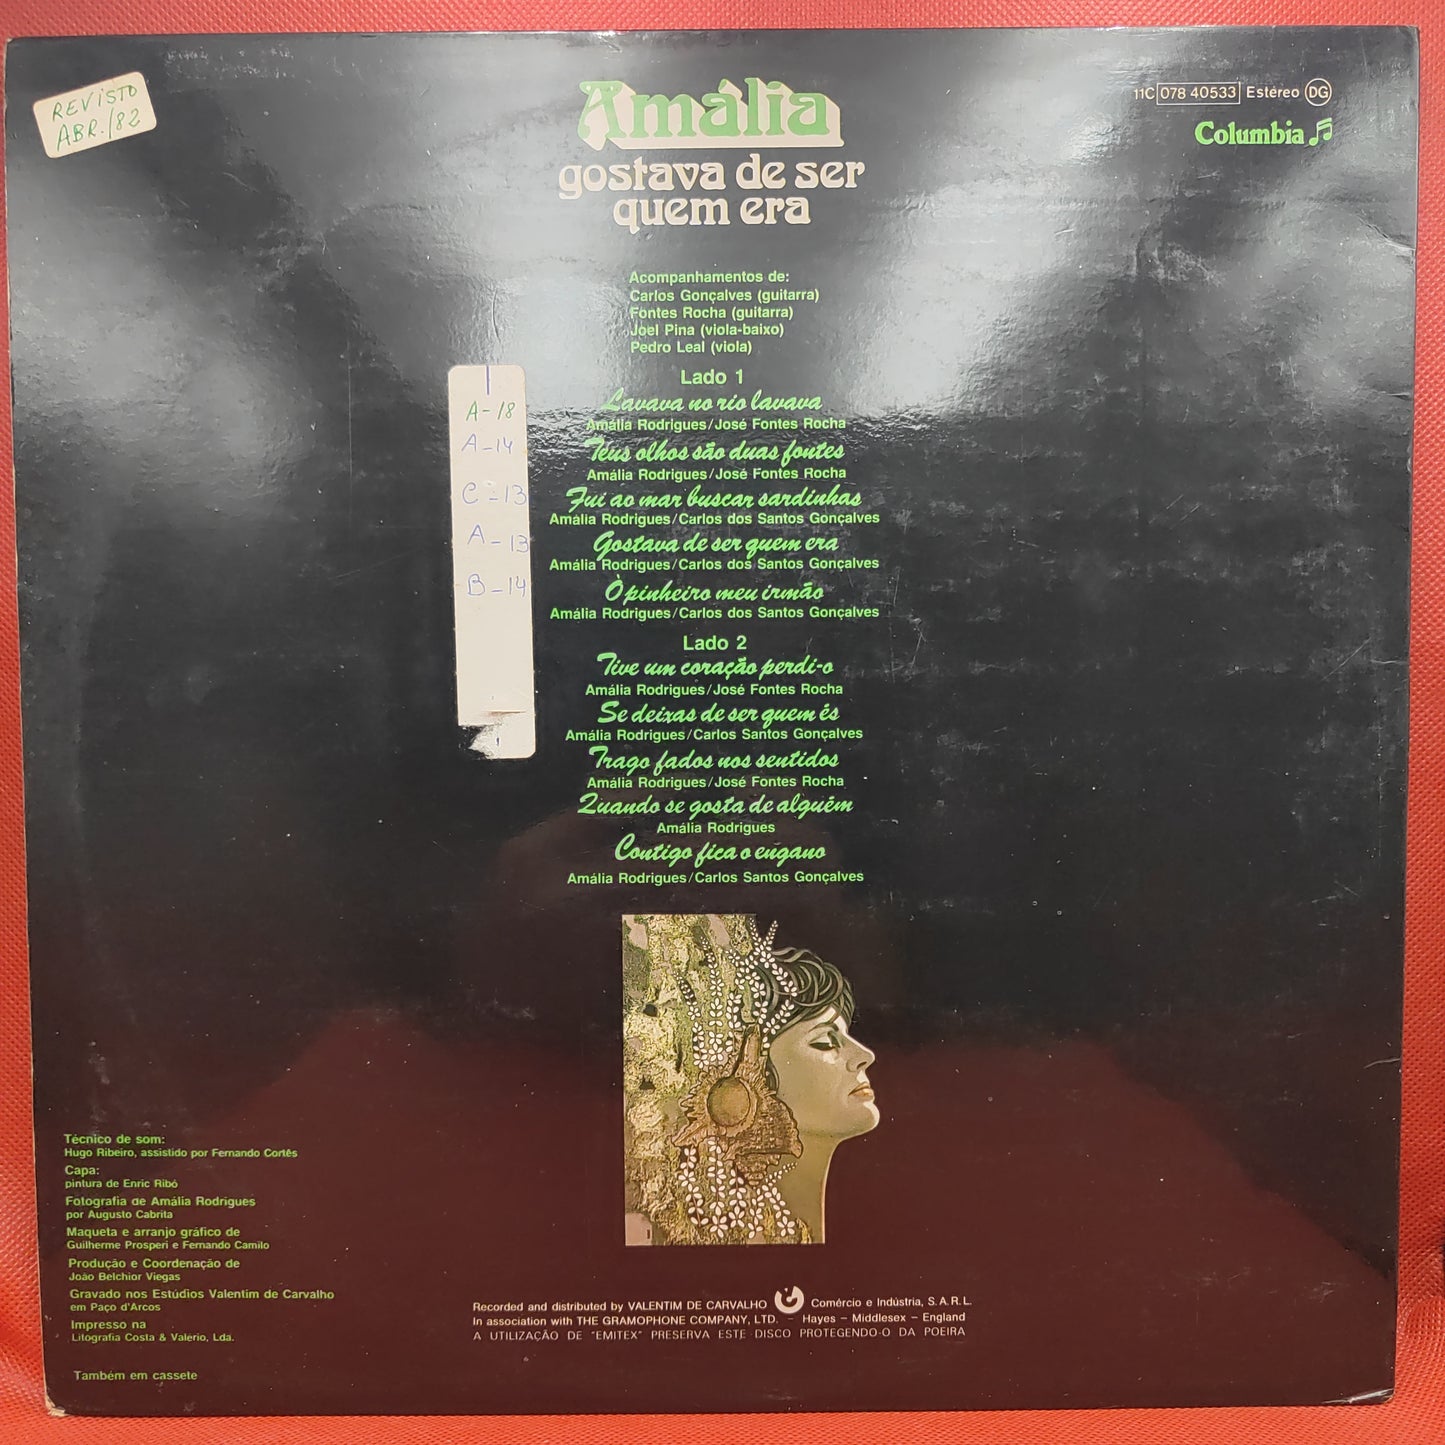 REVISTO
ABR./82
Amália
gostava de ser
quem era
11C 078 40533 Estéreo DG
Columbia
Acompanhamentos de:
Carlos Gonçalves (guitarra)
Fontes Rocha (guitarra)
Joel Pina (viola-baixo)
Pedro Leal (viola)
Lado 1
Lavava no rio lavava
Amália Rodrigues/José Fontes Rocha
Teus olhos são duas fontes
Amália Rodrigues/José Fontes Rocha
Fui ao mar buscar sardinhas
Amália Rodrigues/Carlos dos Santos Gonçalves
Gostava de ser quem era
Amália Rodrigues/Carlos dos Santos Gonçalves
Ò pinheiro meu irmão
Amália Rodrigues/Carlos dos Santos Gonçalves
Lado 2
Tive um coração perdi-o
Amália Rodrigues/José Fontes Rocha
Se deixas de ser quem és
Amália Rodrigues/Carlos Santos Gonçalves
Trago fados nos sentidos
Amália Rodrigues/José Fontes Rocha
Quando se gosta de alguém
Amália Rodrigues
Contigo fica o engano
Amália Rodrigues/Carlos Santos Gonçalves
A-18
A-14
C-13
A-13
B-14
Técnico de som:
Hugo Ribeiro, assistido por Fernando Cortês
Capa:
pintura de Enric Ribó
Fotografia de Amália Rodrigues
por Augusto Cabrita
Maqueta e arranjo gráfico de
Guilherme Prosperi e Fernando Camilo
Produção e Coordenação de
João Belchior Viegas
Gravado nos Estúdios Valentim de Carvalho
em Paço d'Arcos
Impresso na
Litografia Costa & Valério, Lda.
Também em cassete
Recorded and distributed by VALENTIM DE CARVALHO Comércio e Indústria, S.A.R.L.
In association with THE GRAMOPHONE COMPANY, LTD. – Hayes – Middlesex – England
A UTILIZAÇÃO DE "EMITEX" PRESERVA ESTE DISCO PROTEGENDO-O DA POEIRA